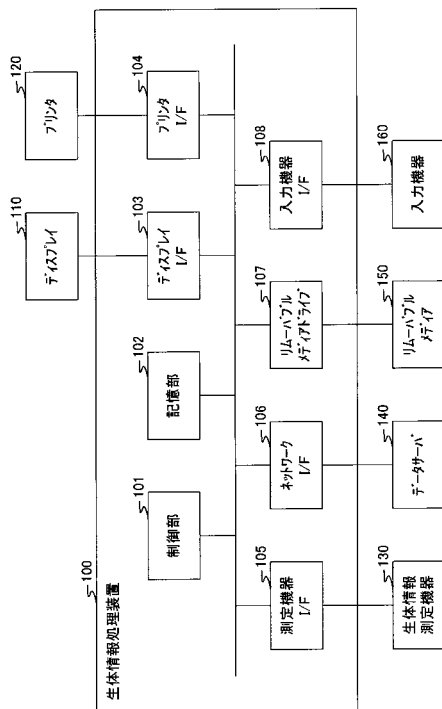 100
生体情報処理装置
110
ディスプレイ
120
プリンタ
101
制御部
102
記憶部
103
ディスプレイ
I/F
104
プリンタ
I/F
105
測定機器
I/F
106
ネットワーク
I/F
107
リムーバブル
メディアドライブ
108
入力機器
I/F
130
生体情報
測定機器
140
データサーバ
150
リムーバブル
メディア
160
入力機器